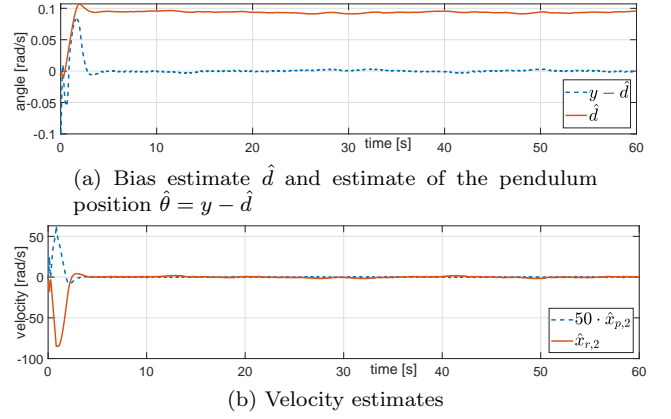 0.1
0.05
0
-0.05
-0.1
angle [rad/s]
0 10 20 30 40 50 60
time [s]
y − d̂
d̂
(a) Bias estimate d̂ and estimate of the pendulum
position θ̂ = y − d̂
50
0
-50
-100
velocity [rad/s]
0 10 20 30 40 50 60
time [s]
50 · x̂p,2
x̂r,2
(b) Velocity estimates